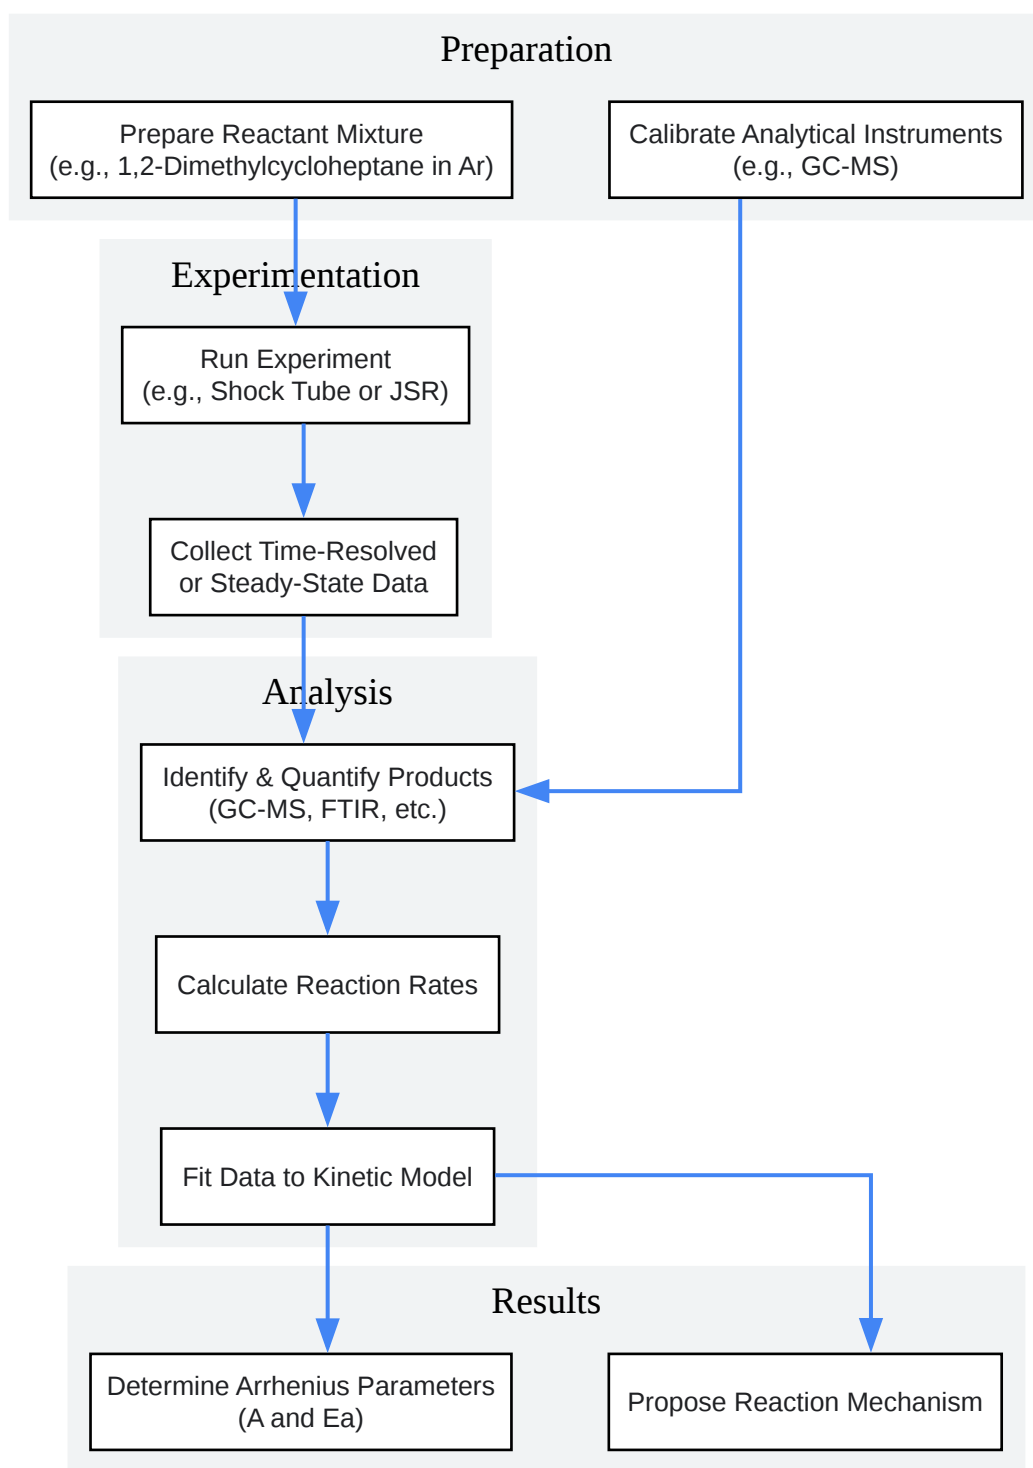 Preparation
Prepare Reactant Mixture
(e.g., 1,2-Dimethylcycloheptane in Ar)
Calibrate Analytical Instruments
(e.g., GC-MS)
Experimentation
Run Experiment
(e.g., Shock Tube or JSR)
Collect Time-Resolved
or Steady-State Data
Analysis
Identify & Quantify Products
(GC-MS, FTIR, etc.)
Calculate Reaction Rates
Fit Data to Kinetic Model
Results
Determine Arrhenius Parameters
(A and Ea)
Propose Reaction Mechanism